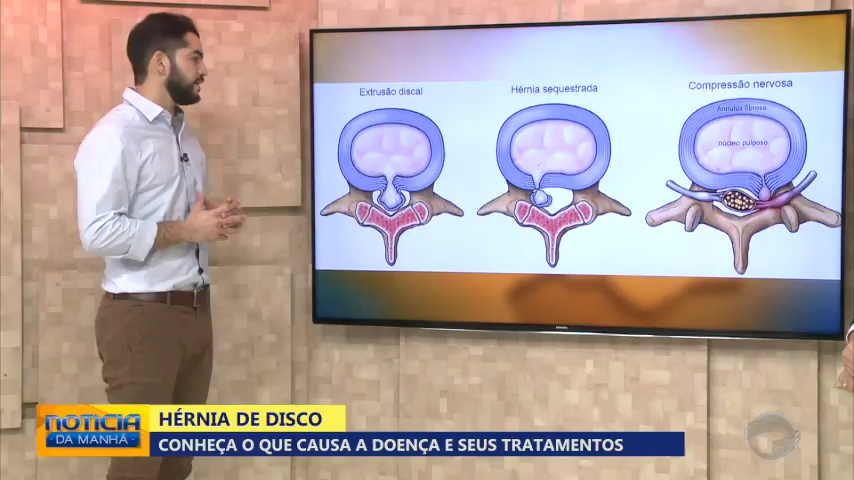 Extrusão discal
Hérnia sequestrada
Compressão nervosa
Annulus fibroso
núcleo pulposo
NOTÍCIA
DA MANHÃ
HÉRNIA DE DISCO
CONHEÇA O QUE CAUSA A DOENÇA E SEUS TRATAMENTOS